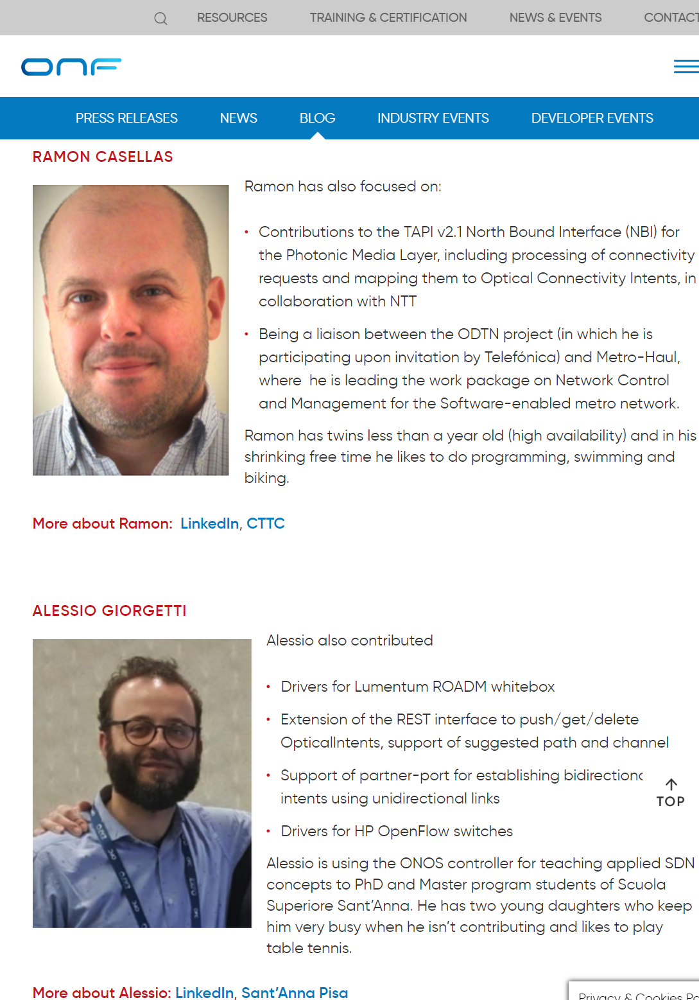 RESOURCES TRAINING & CERTIFICATION NEWS & EVENTS CONTACT
ONF
PRESS RELEASES NEWS BLOG INDUSTRY EVENTS DEVELOPER EVENTS
RAMON CASELLAS
Ramon has also focused on:
• Contributions to the TAPI v2.1 North Bound Interface (NBI) for
the Photonic Media Layer, including processing of connectivity
requests and mapping them to Optical Connectivity Intents, in
collaboration with NTT
• Being a liaison between the ODTN project (in which he is
participating upon invitation by Telefónica) and Metro-Haul,
where he is leading the work package on Network Control
and Management for the Software-enabled metro network.
Ramon has twins less than a year old (high availability) and in his
shrinking free time he likes to do programming, swimming and
biking.
More about Ramon: LinkedIn, CTTC
ALESSIO GIORGETTI
Alessio also contributed
• Drivers for Lumentum ROADM whitebox
• Extension of the REST interface to push/get/delete
OpticalIntents, support of suggested path and channel
• Support of partner-port for establishing bidirectional
intents using unidirectional links
TOP
• Drivers for HP OpenFlow switches
Alessio is using the ONOS controller for teaching applied SDN
concepts to PhD and Master program students of Scuola
Superiore Sant’Anna. He has two young daughters who keep
him very busy when he isn’t contributing and likes to play
table tennis.
More about Alessio: LinkedIn, Sant’Anna Pisa
Privacy & Cookies Po